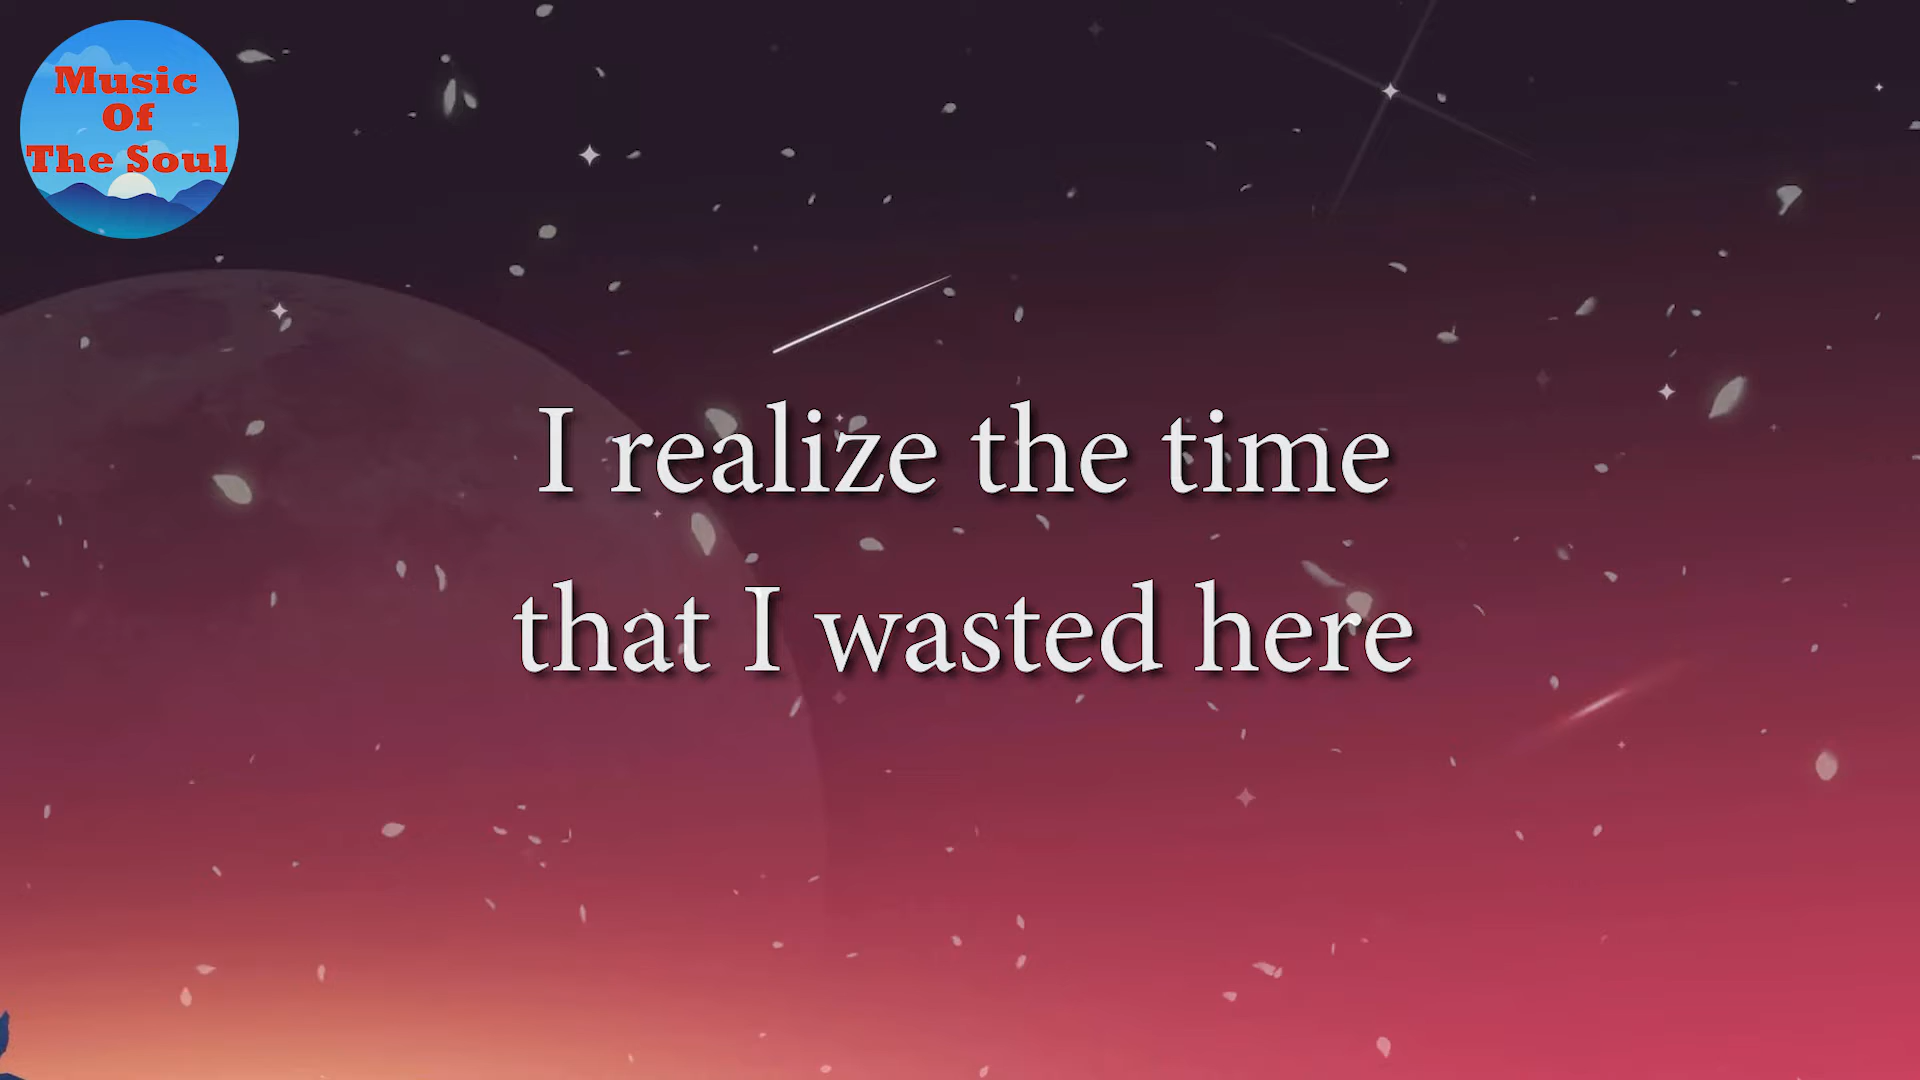 Music
Of
The Soul
I realize the time
that I wasted here